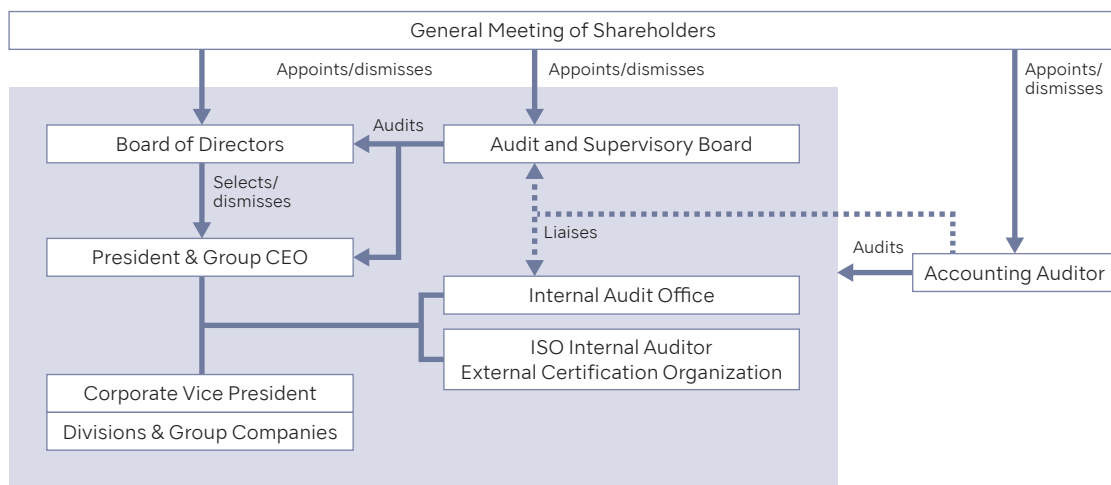 General Meeting of Shareholders
Appoints/dismisses
Appoints/dismisses
Appoints/
dismisses
Board of Directors
Audits
Audit and Supervisory Board
Selects/
dismisses
Liaises
President & Group CEO
Audits
Accounting Auditor
Internal Audit Office
ISO Internal Auditor
External Certification Organization
Corporate Vice President
Divisions & Group Companies